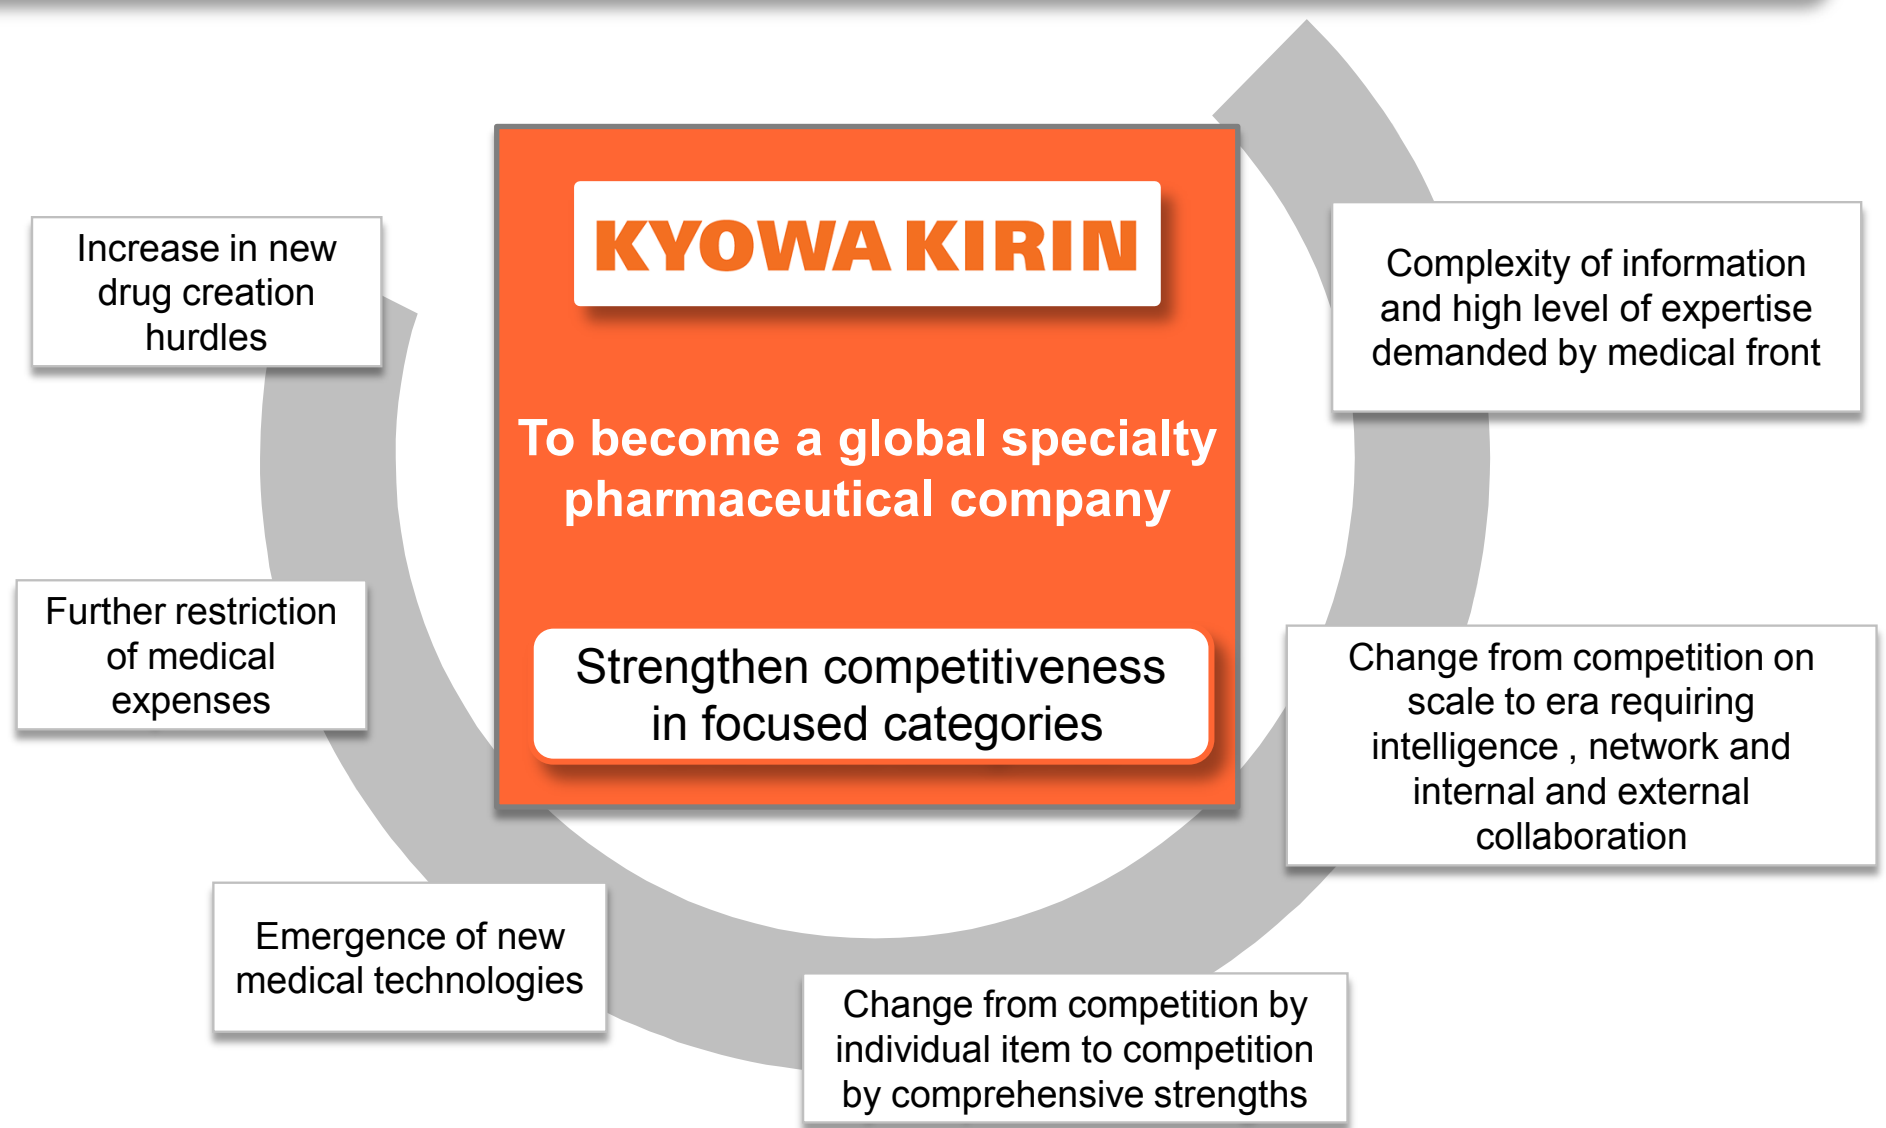 KYOWA KIRIN
To become a global specialty
pharmaceutical company
Strengthen competitiveness
in focused categories
Increase in new
drug creation
hurdles
Further restriction
of medical
expenses
Emergence of new
medical technologies
Change from competition by
individual item to competition
by comprehensive strengths
Change from competition on
scale to era requiring
intelligence , network and
internal and external
collaboration
Complexity of information
and high level of expertise
demanded by medical front